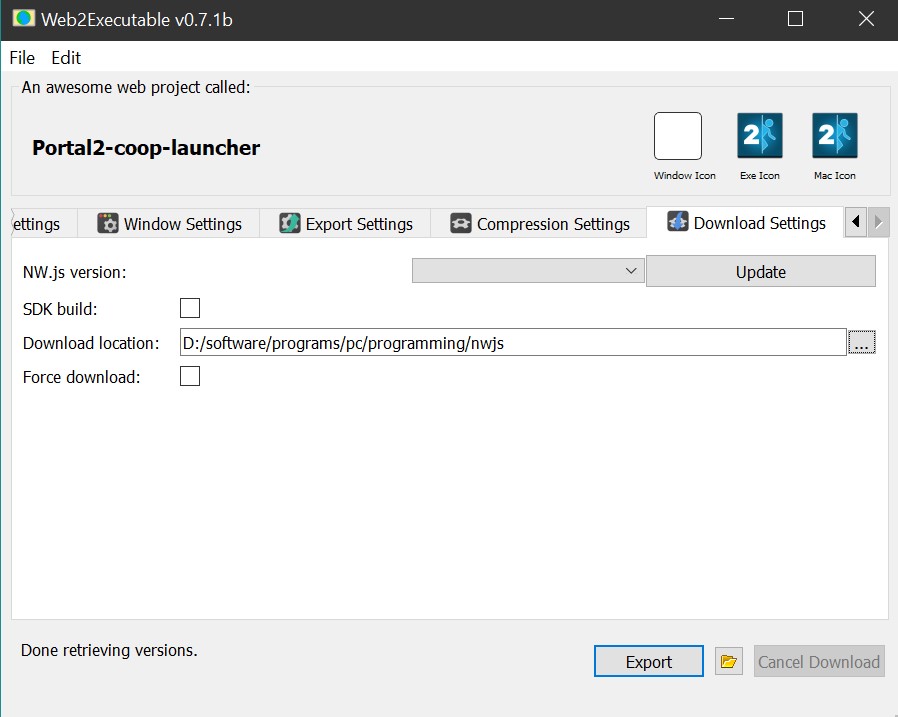 Web2Executable v0.7.1b
File Edit
An awesome web project called:
Portal2-coop-launcher
2 2
Window Icon Exe Icon Mac Icon
ettings Window Settings Export Settings Compression Settings Download Settings
NW.js version: Update
SDK build:
Download location: D:/software/programs/pc/programming/nwjs ...
Force download:
Done retrieving versions.
Export Cancel Download